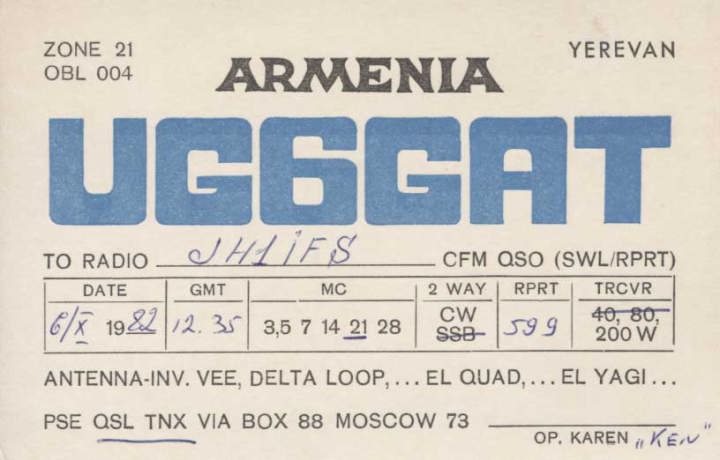 ZONE 21
OBL 004
ARMENIA
YEREVAN
UG6GAT
TO RADIO JH1IFS CFM QSO (SWL/RPRT)
DATE GMT MC 2 WAY RPRT TRCVR
6/X 1982 12.35 3,5 7 14 21 28 CW SSB 599 40, 80, 200 W
ANTENNA-INV. VEE, DELTA LOOP,... EL QUAD,... EL YAGI...
PSE QSL TNX VIA BOX 88 MOSCOW 73
OP. KAREN „KEN"